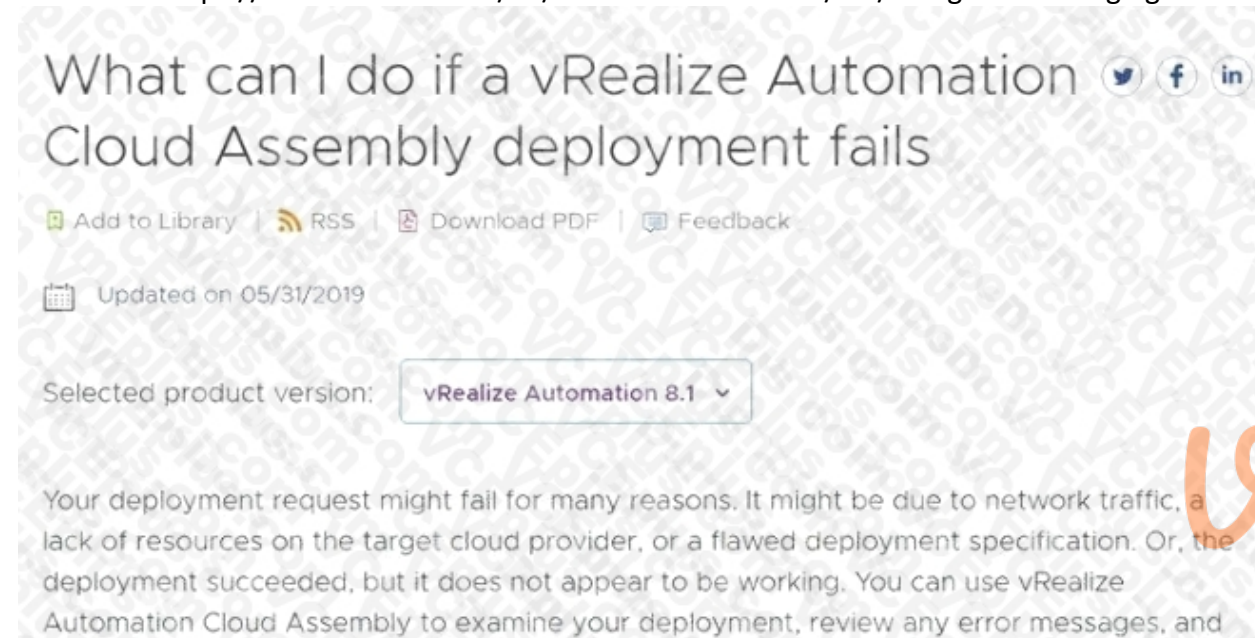 What can I do if a vRealize Automation
Cloud Assembly deployment fails
Add to Library | RSS | Download PDF | Feedback
Updated on 05/31/2019
Selected product version: vRealize Automation 8.1
Your deployment request might fail for many reasons. It might be due to network traffic, a
lack of resources on the target cloud provider, or a flawed deployment specification. Or, the
deployment succeeded, but it does not appear to be working. You can use vRealize
Automation Cloud Assembly to examine your deployment, review any error messages, and